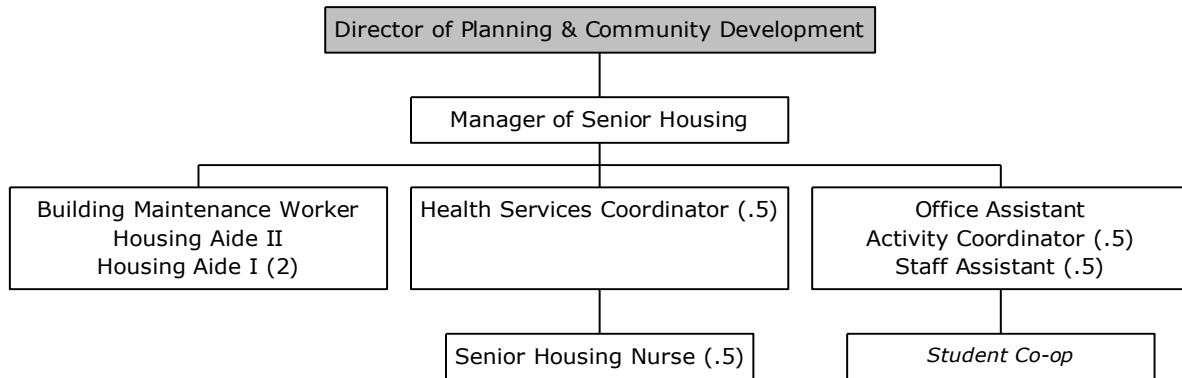 Director of Planning & Community Development
Manager of Senior Housing
Building Maintenance Worker
Housing Aide II
Housing Aide I (2)
Health Services Coordinator (.5)
Office Assistant
Activity Coordinator (.5)
Staff Assistant (.5)
Senior Housing Nurse (.5)
Student Co-op